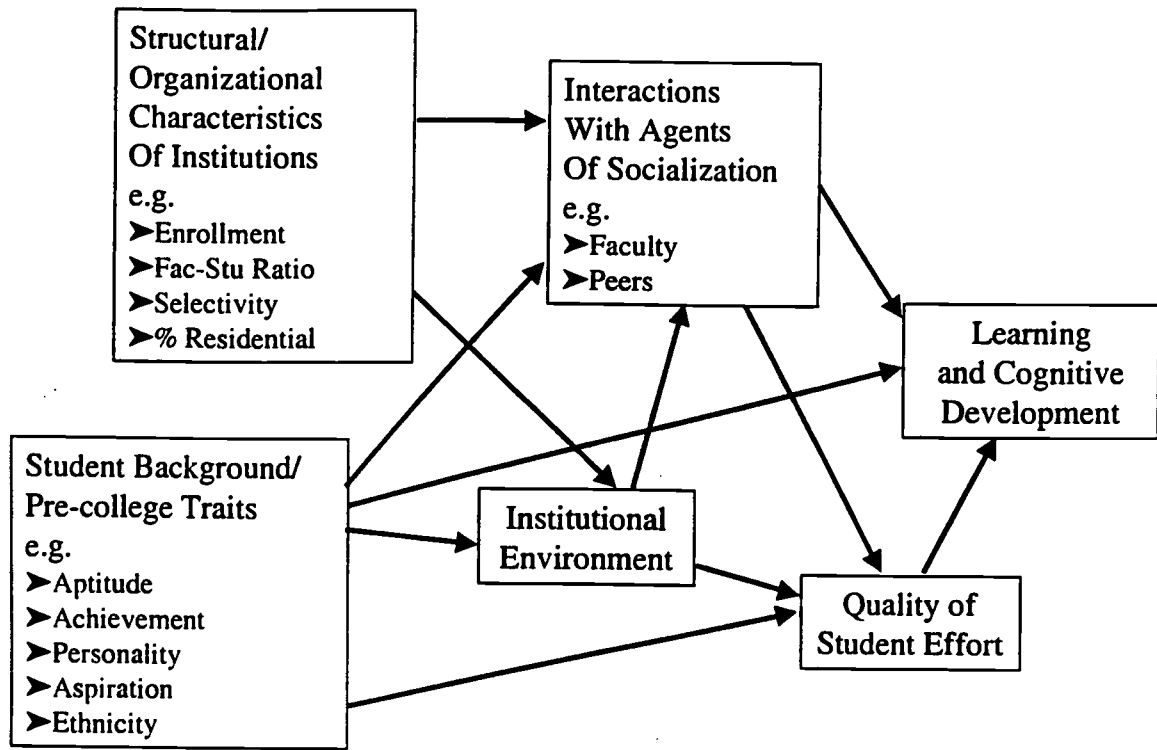 Structural/
Organizational
Characteristics
Of Institutions
e.g.
➤Enrollment
➤Fac-Stu Ratio
➤Selectivity
➤% Residential
Interactions
With Agents
Of Socialization
e.g.
➤Faculty
➤Peers
Learning
and Cognitive
Development
Student Background/
Pre-college Traits
e.g.
➤Aptitude
➤Achievement
➤Personality
➤Aspiration
➤Ethnicity
Institutional
Environment
Quality of
Student Effort